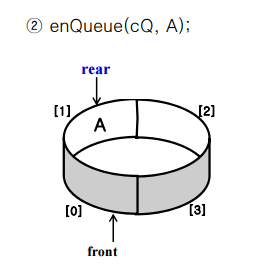 ② enQueue(cQ, A);
rear
[1]
[2]
A
[0]
[3]
front